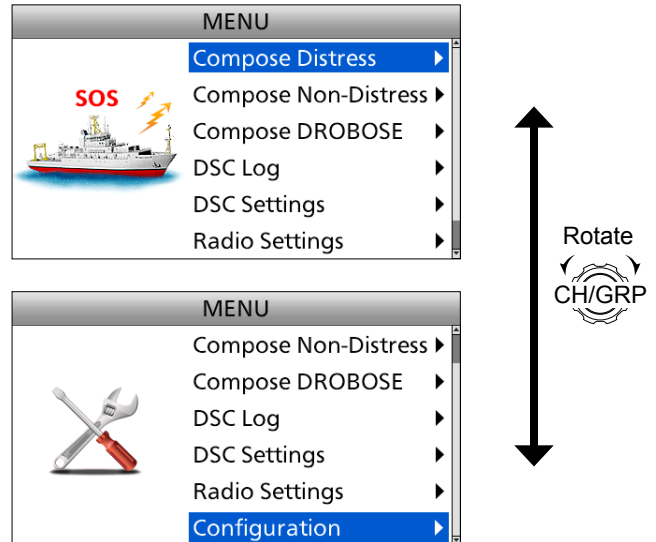 MENU
Compose Distress
Compose Non-Distress
Compose DROBOSE
DSC Log
DSC Settings
Radio Settings
SOS
Rotate
CH/GRP
MENU
Compose Non-Distress
Compose DROBOSE
DSC Log
DSC Settings
Radio Settings
Configuration